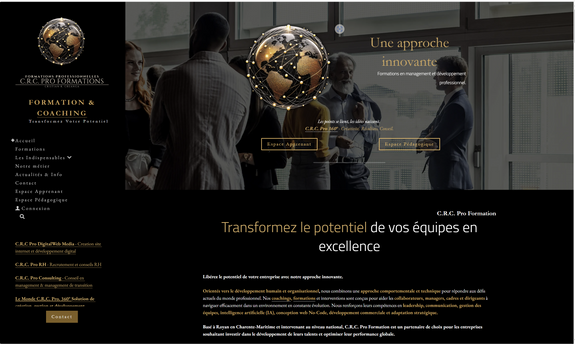 FORMATIONS PROFESSIONNELLES
C.R.C. PRO FORMATIONS
FORMATION &
COACHING
Transformez Votre Potentiel
Accueil
Formations
Les Indispensables
Notre métier
Actualités & Info
Contact
Espace Apprenant
Espace Pédagogique
Connexion
C.R.C Pro DigitalWeb Media - Creation site
internet et développement digital
C.R.C. Pro RH - Recrutement et conseils RH
C.R.C. Pro Consulting - Conseil en
management & management de transition
Le Monde C.R.C. Pro. 360° Solution de
Contact
Une approche
innovante
Formations en management et développement
professionnel
Les points se lient, les idées naissent.
C.R.C. Pro 360°
Espace Apprenant
Espace Pédagogique
C.R.C. Pro Formation
Transformez le potentiel de vos équipes en
excellence
Libérez le potentiel de votre entreprise avec notre approche innovante.
Orientés vers le développement humain et organisationnel, nous combinons une approche comportementale et technique pour répondre aux défis
actuels du monde professionnel. Nos coachings, formations et interventions sont conçus pour aider les collaborateurs, managers, cadres et dirigeants à
naviguer efficacement dans un environnement en constante évolution. Nous renforçons leurs compétences en leadership, communication, gestion des
équipes, intelligence artificielle (IA), conception web No Code, développement commercial et adaptation stratégique.
Basé à Royan en Charente-Maritime et intervenant au niveau national, C.R.C. Pro Formation est un partenaire de choix pour les entreprises
souhaitant investir dans le développement de leurs talents et optimiser leur performance globale.